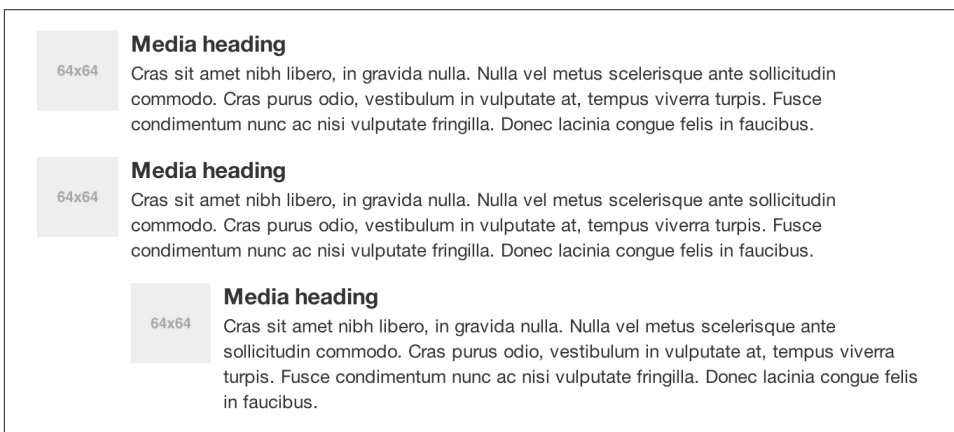 64x64
Media heading
Cras sit amet nibh libero, in gravida nulla. Nulla vel metus scelerisque ante sollicitudin
commodo. Cras purus odio, vestibulum in vulputate at, tempus viverra turpis. Fusce
condimentum nunc ac nisi vulputate fringilla. Donec lacinia congue felis in faucibus.
64x64
Media heading
Cras sit amet nibh libero, in gravida nulla. Nulla vel metus scelerisque ante sollicitudin
commodo. Cras purus odio, vestibulum in vulputate at, tempus viverra turpis. Fusce
condimentum nunc ac nisi vulputate fringilla. Donec lacinia congue felis in faucibus.
64x64
Media heading
Cras sit amet nibh libero, in gravida nulla. Nulla vel metus scelerisque ante
sollicitudin commodo. Cras purus odio, vestibulum in vulputate at, tempus viverra
turpis. Fusce condimentum nunc ac nisi vulputate fringilla. Donec lacinia congue felis
in faucibus.